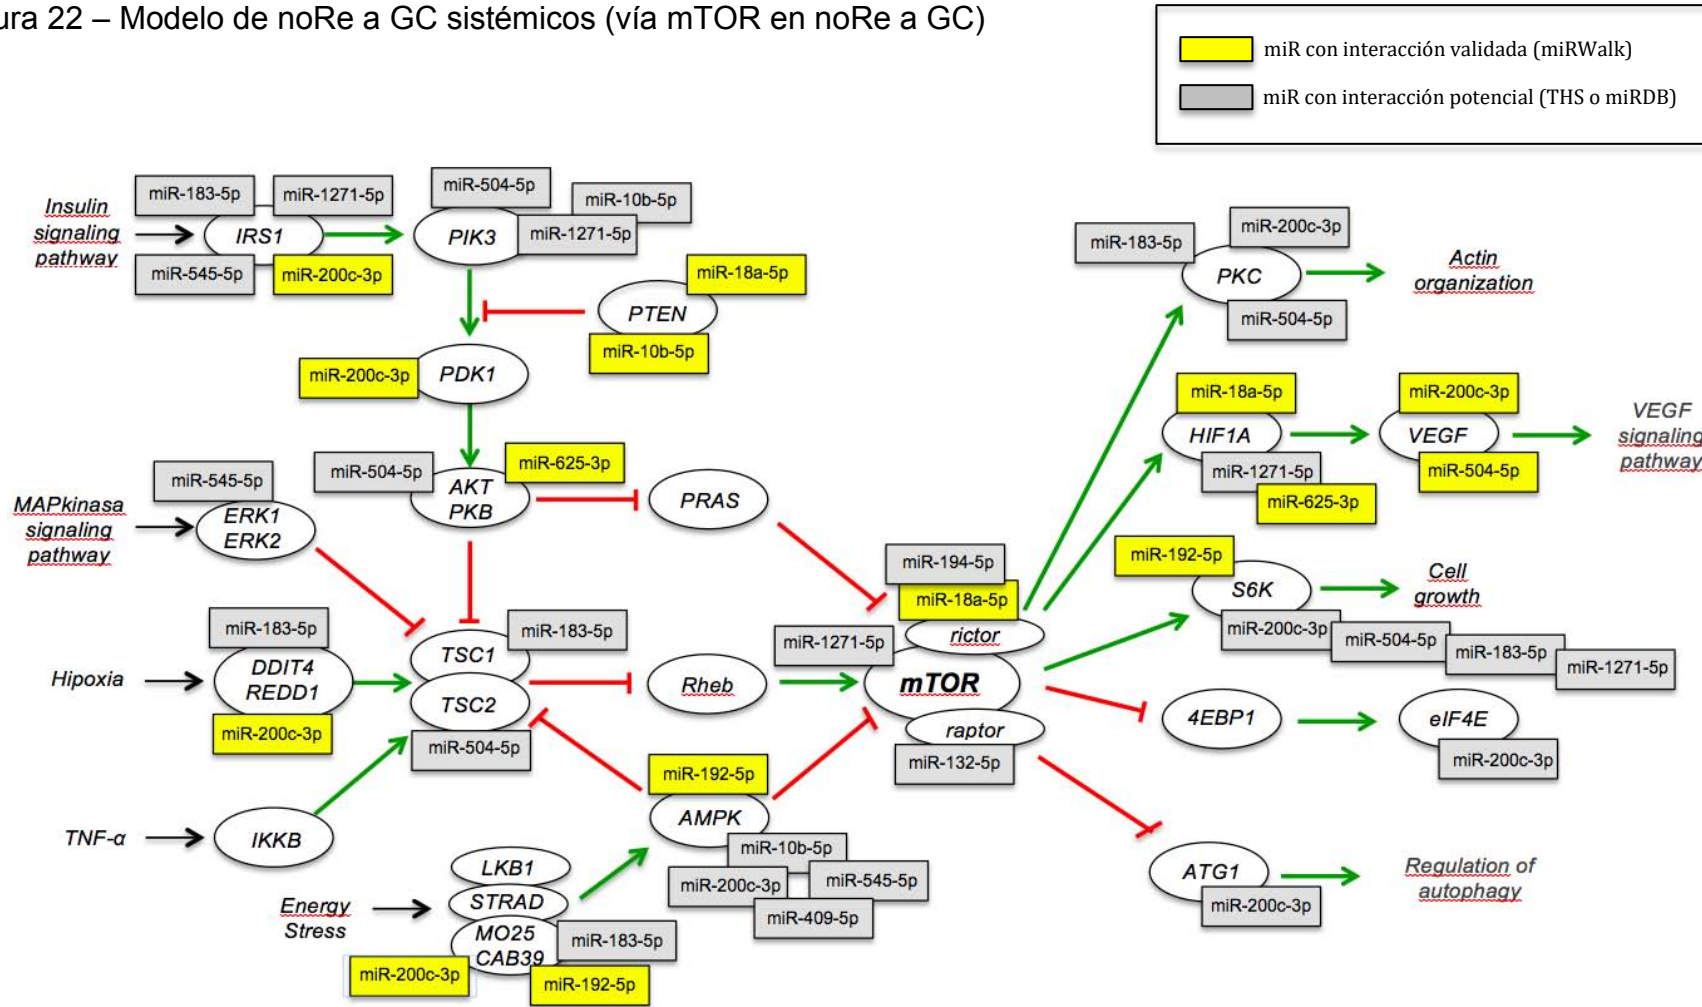 ura 22 – Modelo de noRe a GC sistémicos (vía mTOR en noRe a GC)
miR con interacción validada (miRWalk)
miR con interacción potencial (THS o miRDB)
Insulin
signaling
pathway
miR-183-5p
miR-1271-5p
IRS1
miR-545-5p
miR-200c-3p
miR-504-5p
miR-10b-5p
PIK3
miR-1271-5p
miR-18a-5p
PTEN
miR-10b-5p
miR-200c-3p
PDK1
miR-183-5p
miR-200c-3p
PKC
miR-504-5p
Actin
organization
miR-18a-5p
HIF1A
miR-1271-5p
miR-625-3p
miR-200c-3p
VEGF
miR-504-5p
VEGF
signaling
pathway
MAPkinasa
signaling
pathway
miR-545-5p
ERK1
ERK2
miR-504-5p
miR-625-3p
AKT
PKB
PRAS
miR-194-5p
miR-18a-5p
rictor
miR-1271-5p
mTOR
raptor
miR-132-5p
miR-192-5p
S6K
miR-200c-3p
miR-504-5p
miR-183-5p
miR-1271-5p
Cell
growth
Hipoxia
miR-183-5p
DDIT4
REDD1
miR-200c-3p
TSC1
miR-183-5p
TSC2
miR-504-5p
Rheb
4EBP1
eIF4E
miR-200c-3p
TNF-α
IKKB
miR-192-5p
AMPK
miR-10b-5p
miR-200c-3p
miR-545-5p
miR-409-5p
ATG1
miR-200c-3p
Regulation of
autophagy
Energy
Stress
LKB1
STRAD
MO25
CAB39
miR-183-5p
miR-200c-3p
miR-192-5p